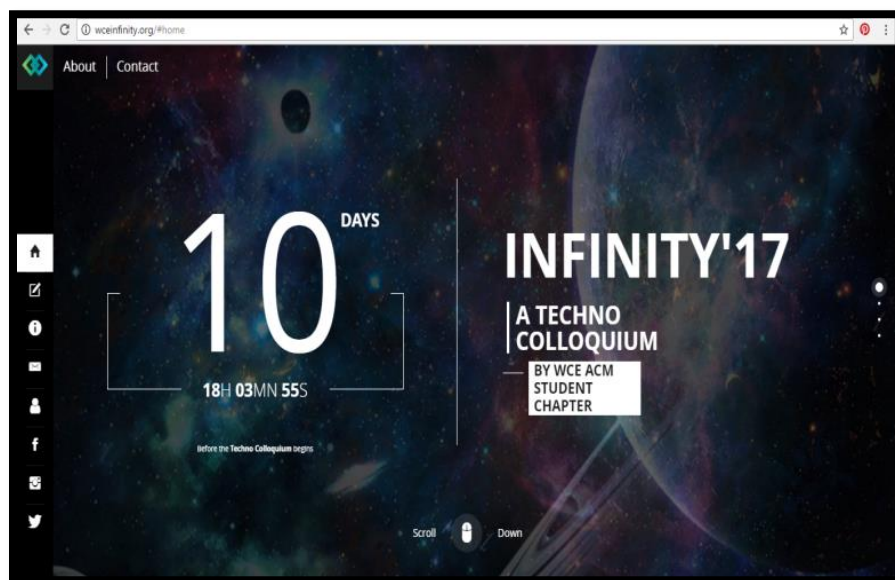 wceinfinity.org/#home
About Contact
10 DAYS
18H 03MN 55S
Before the Techno Colloquium begins
INFINITY'17
A TECHNO
COLLOQUIUM
BY WCE ACM
STUDENT
CHAPTER
Scroll Down